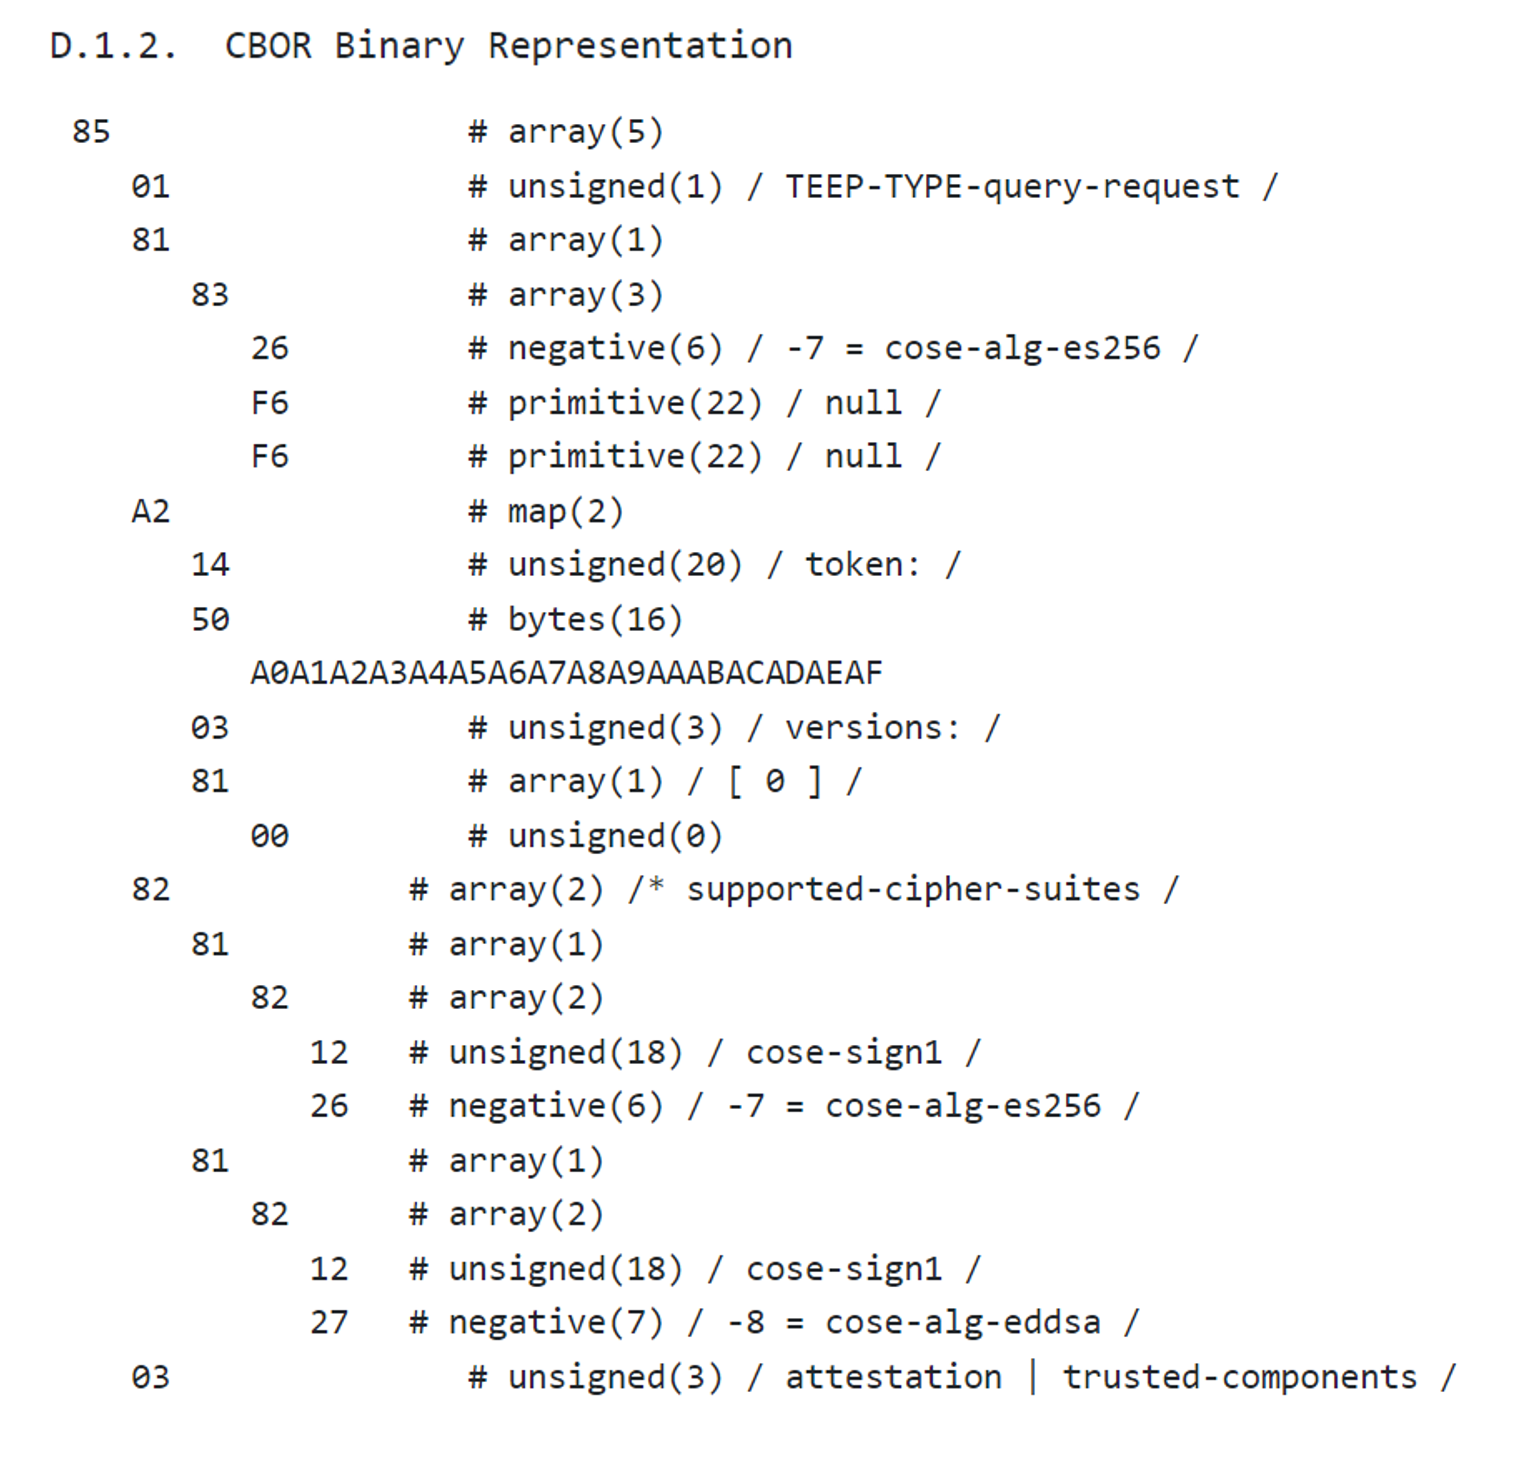 D.1.2.  CBOR Binary Representation
85                  # array(5)
   01               # unsigned(1) / TEEP-TYPE-query-request /
   81               # array(1)
      83            # array(3)
         26         # negative(6) / -7 = cose-alg-es256 /
         F6         # primitive(22) / null /
         F6         # primitive(22) / null /
   A2               # map(2)
      14            # unsigned(20) / token: /
      50            # bytes(16)
         A0A1A2A3A4A5A6A7A8A9AAABACADAEAF
      03            # unsigned(3) / versions: /
      81            # array(1) / [ 0 ] /
         00         # unsigned(0)
   82            # array(2) /* supported-cipher-suites /
      81         # array(1)
         82      # array(2)
            12   # unsigned(18) / cose-sign1 /
            26   # negative(6) / -7 = cose-alg-es256 /
      81         # array(1)
         82      # array(2)
            12   # unsigned(18) / cose-sign1 /
            27   # negative(7) / -8 = cose-alg-eddsa /
   03               # unsigned(3) / attestation | trusted-components /